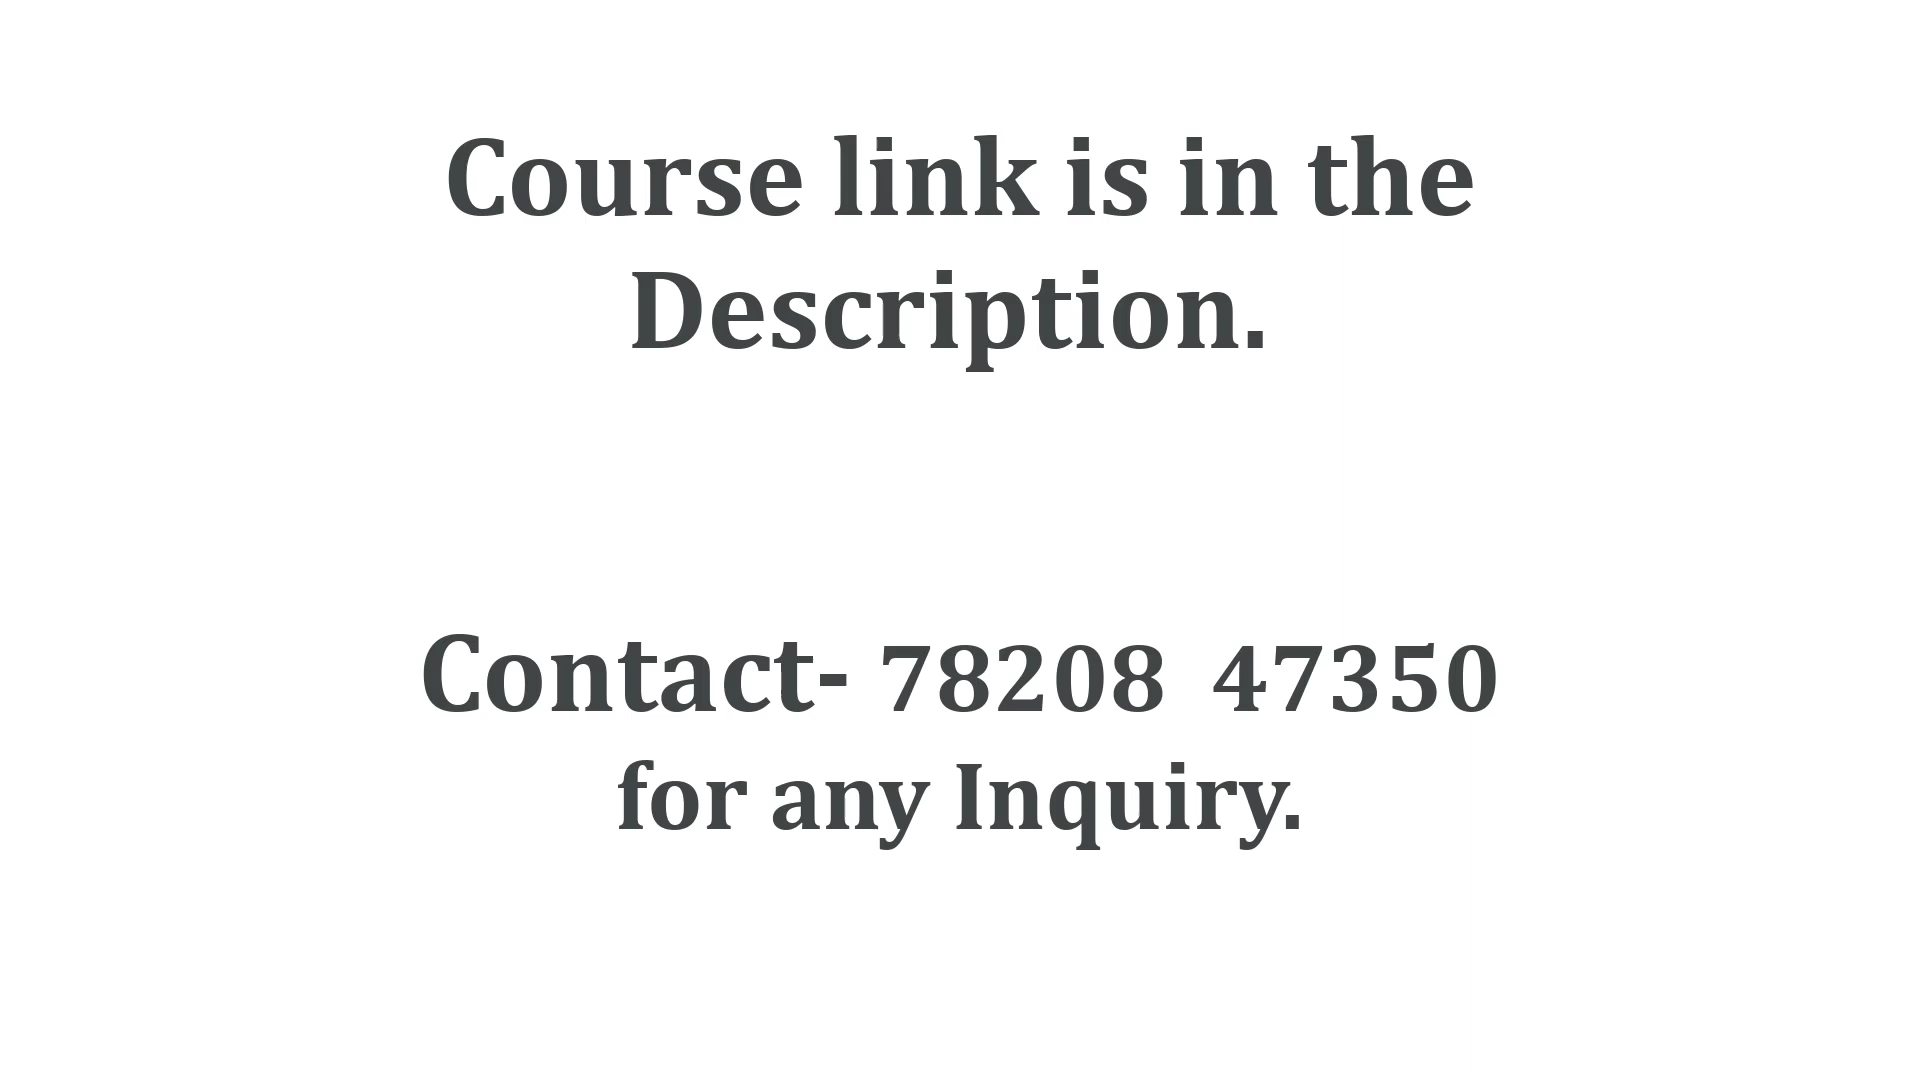 Course link is in the
Description.
Contact- 78208 47350
for any Inquiry.